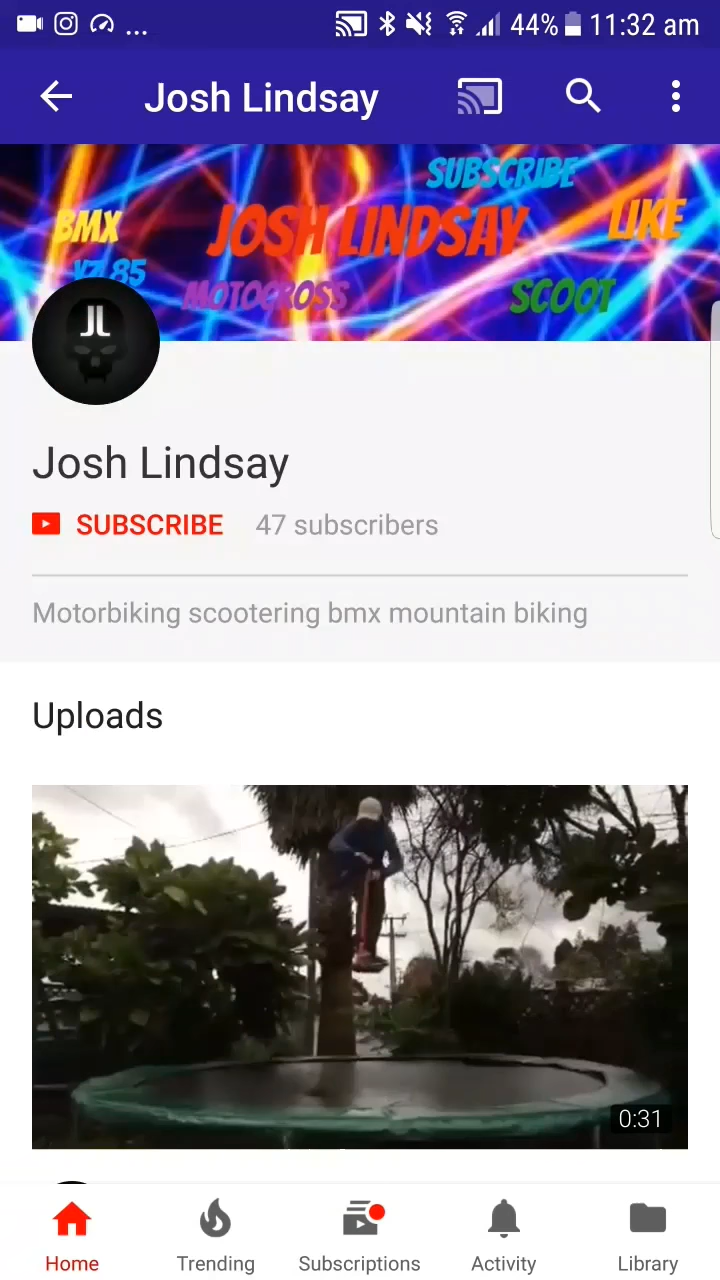 ... 44% 11:32 am
Josh Lindsay
SUBSCRIBE
BMX JOSH LINDSAY LIKE
YZ 85
MOTOCROSS SCOOT
JL
Josh Lindsay
SUBSCRIBE 47 subscribers
Motorbiking scootering bmx mountain biking
Uploads
0:31
Home Trending Subscriptions Activity Library